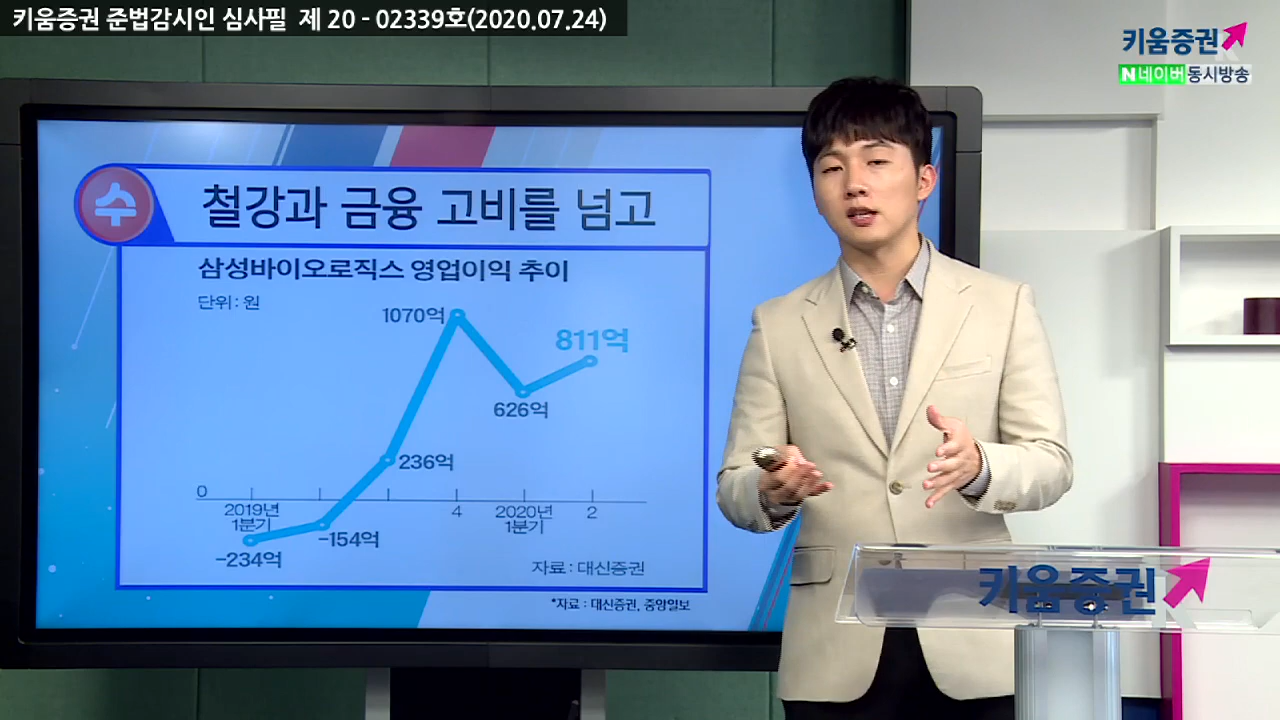 키움증권 준법감시인 심사필 제 20 - 02339호(2020.07.24)
키움증권
N 네이버 동시방송
수
철강과 금융 고비를 넘고
삼성바이오로직스 영업이익 추이
단위 : 원
1070억
811억
626억
236억
0
2019년
1분기
4
2020년
1분기
2
-154억
-234억
자료 : 대신증권
*자료 : 대신증권, 중앙일보
키움증권